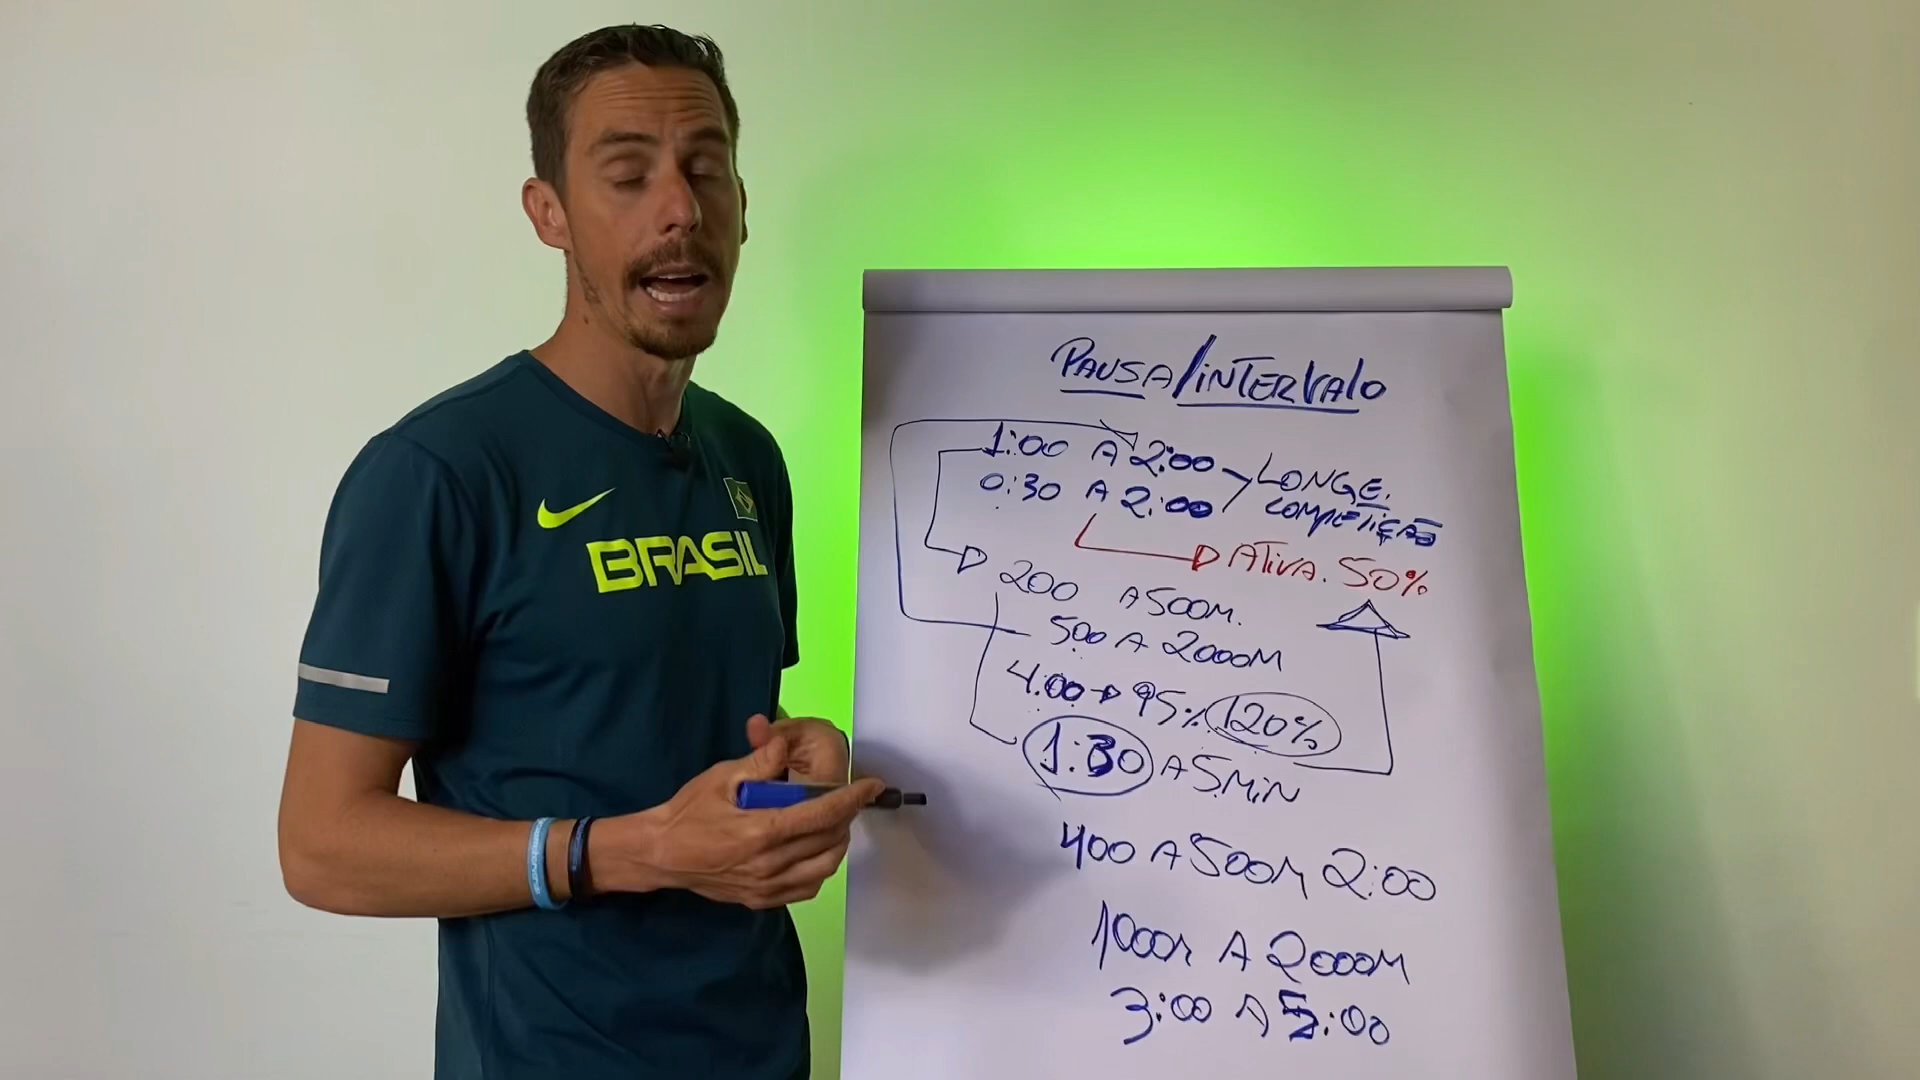 BRASIL
PAUSA/INTERVALO
1:00 A 2:00 LONGE.
0:30 A 2:00 COMPETIÇÃO
ATIVA. 50%
200 A 500M.
500 A 2000M
4:00 → 95% 120%
1:30 A 5MIN
400 A 500M 2:00
1000M A 2000M
3:00 A 5:00